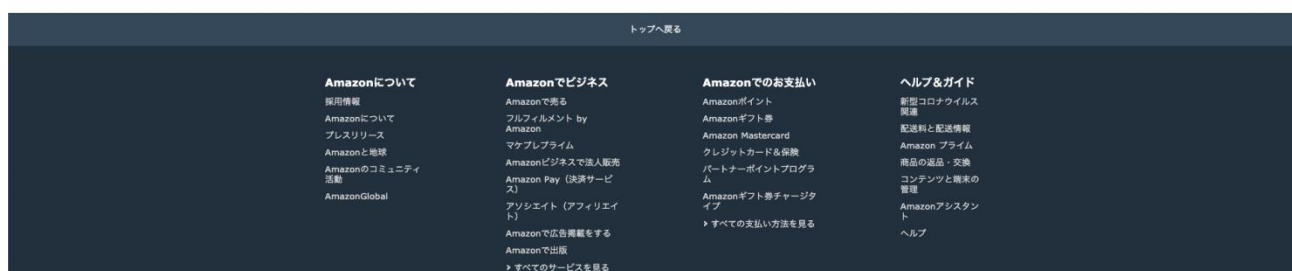 トップへ戻る
Amazonについて
採用情報
Amazonについて
プレスリリース
Amazonと地球
Amazonのコミュニティ
活動
AmazonGlobal
Amazonでビジネス
Amazonで売る
フルフィルメント by
Amazon
マケプレプライム
Amazonビジネスで法人販売
Amazon Pay（決済サービ
ス）
アソシエイト（アフィリエイ
ト）
Amazonで広告掲載をする
Amazonで出版
› すべてのサービスを見る
Amazonでのお支払い
Amazonポイント
Amazonギフト券
Amazon Mastercard
クレジットカード＆保険
パートナーポイントプログラ
ム
Amazonギフト券チャージタ
イプ
› すべての支払い方法を見る
ヘルプ＆ガイド
新型コロナウイルス
関連
配送料と配送情報
Amazon プライム
商品の返品・交換
コンテンツと端末の
管理
Amazonアシスタン
ト
ヘルプ